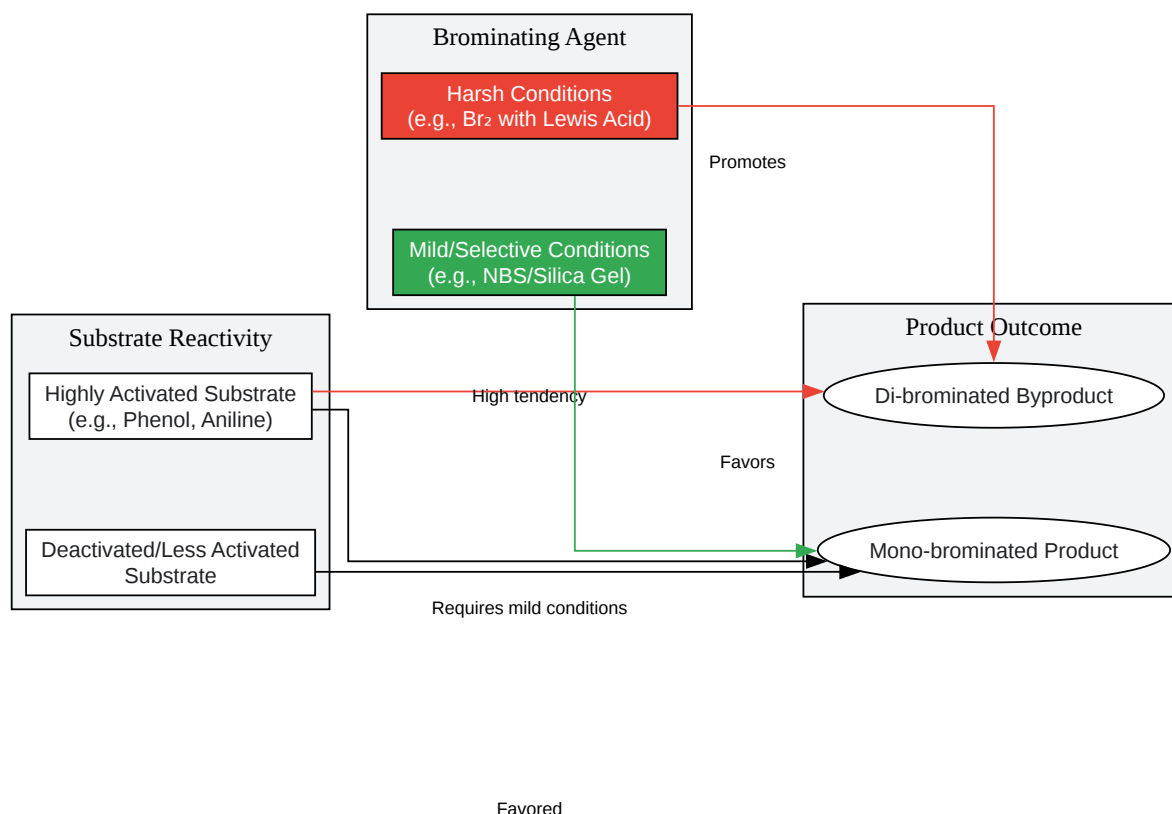 Brominating Agent
Harsh Conditions
(e.g., Br₂ with Lewis Acid)
Promotes
Mild/Selective Conditions
(e.g., NBS/Silica Gel)
Substrate Reactivity
Product Outcome
Highly Activated Substrate
(e.g., Phenol, Aniline)
High tendency
Di-brominated Byproduct
Favors
Deactivated/Less Activated
Substrate
Mono-brominated Product
Requires mild conditions
Favored